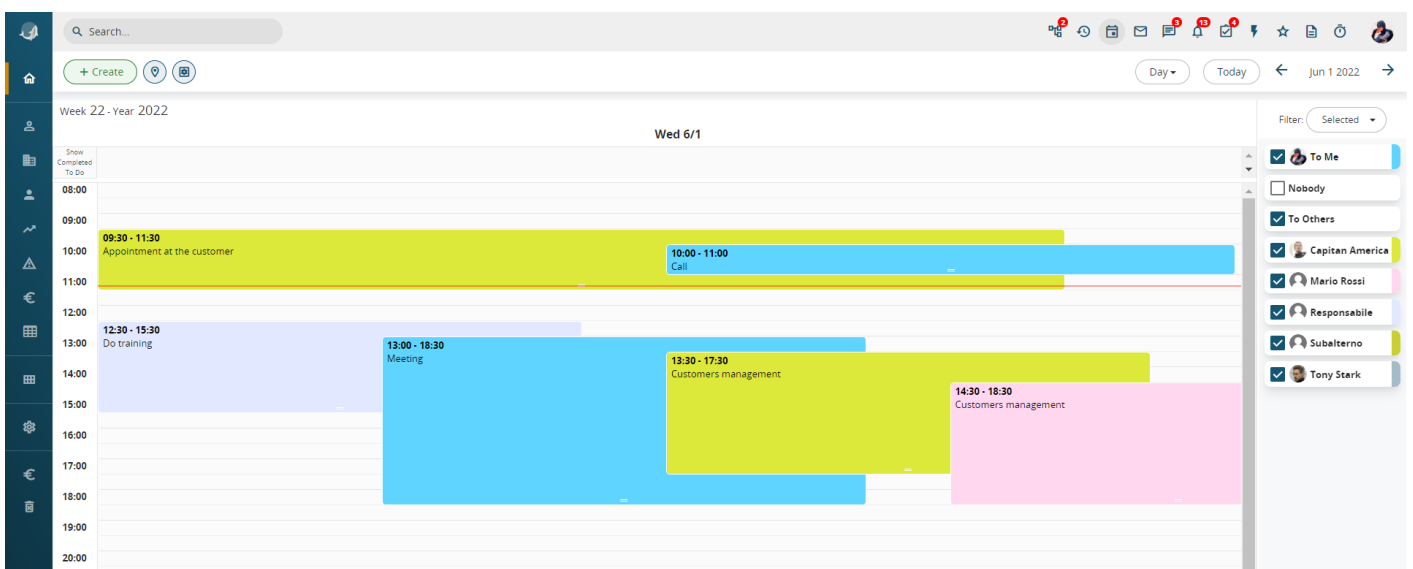 Search...
2
3
13
4
+ Create
Day
Today
Jun 1 2022
Week 22 - Year 2022
Wed 6/1
Filter:
Selected
Show
Completed
To Do
To Me
Nobody
To Others
Capitan America
Mario Rossi
Responsabile
Subalterno
Tony Stark
08:00
09:00
09:30 - 11:30
Appointment at the customer
10:00
10:00 - 11:00
Call
11:00
12:00
12:30 - 15:30
Do training
13:00
13:00 - 18:30
Meeting
13:30 - 17:30
Customers management
14:00
14:30 - 18:30
Customers management
15:00
16:00
17:00
18:00
19:00
20:00